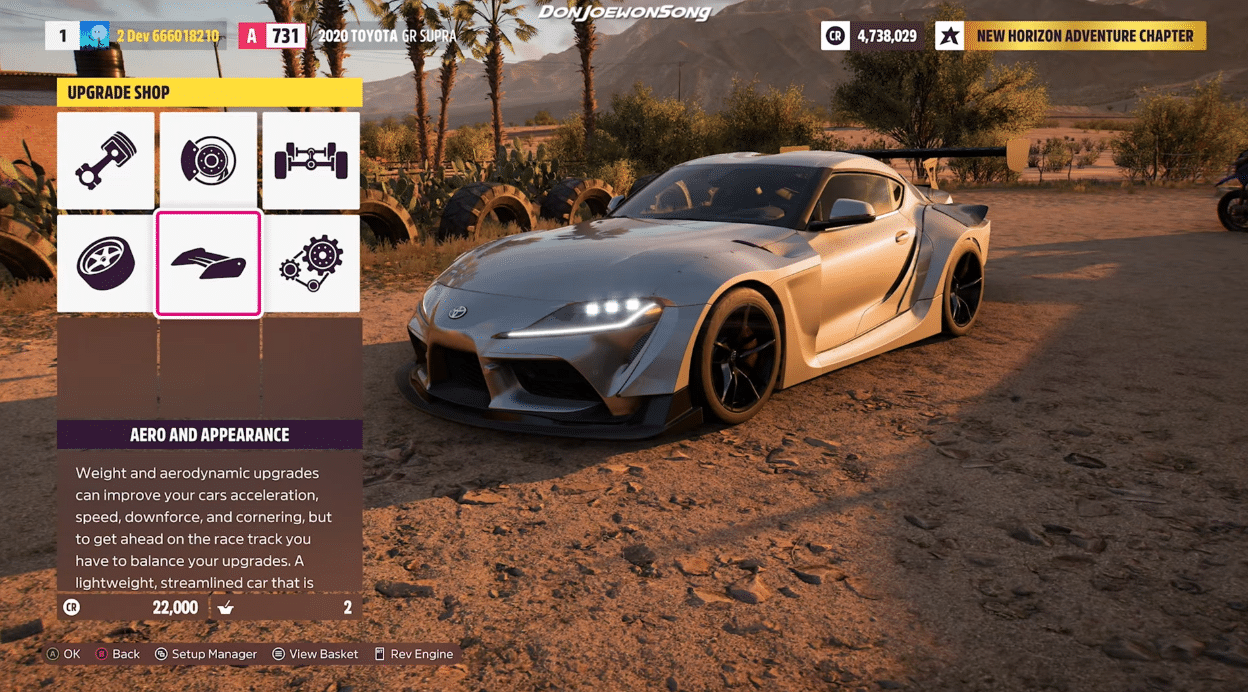 DonJoewonSong
1
2 Dev 666018210
A 731
2020 TOYOTA GR SUPRA
CR 4,738,029
NEW HORIZON ADVENTURE CHAPTER
UPGRADE SHOP
AERO AND APPEARANCE
Weight and aerodynamic upgrades
can improve your cars acceleration,
speed, downforce, and cornering, but
to get ahead on the race track you
have to balance your upgrades. A
lightweight, streamlined car that is
CR 22,000 2
A OK B Back Setup Manager View Basket Rev Engine